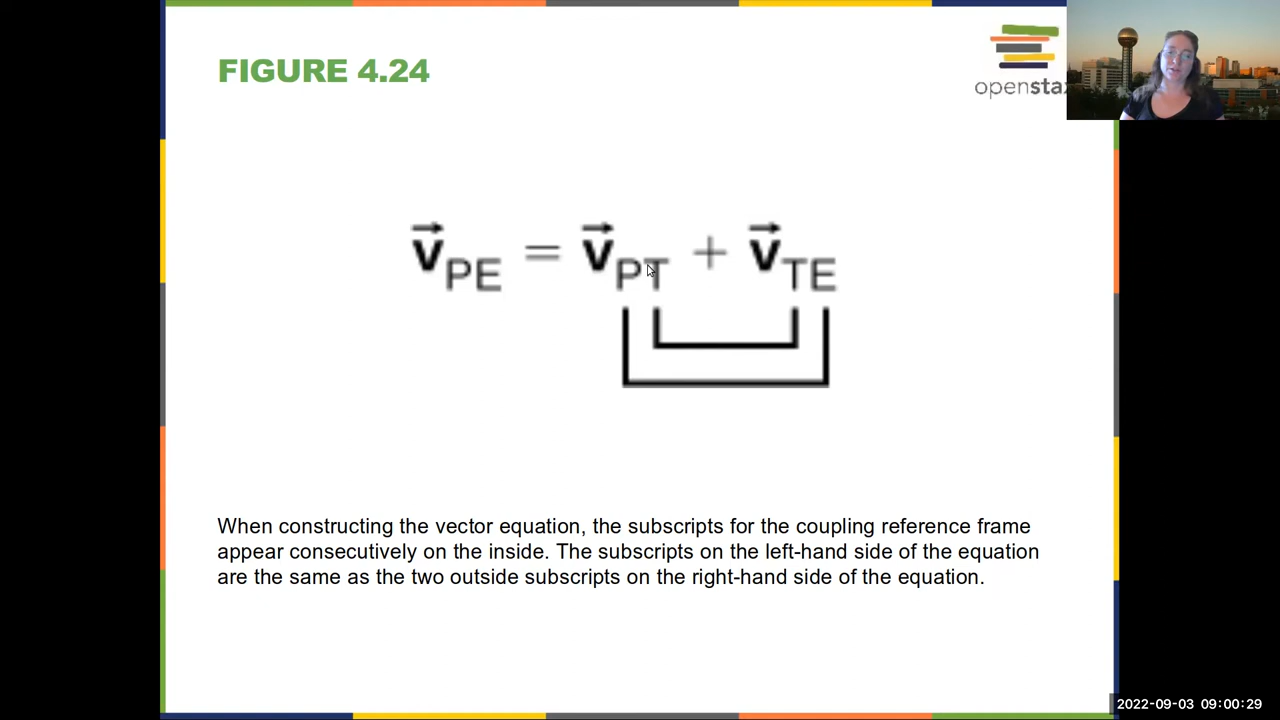 FIGURE 4.24
openstax
v⃗PE = v⃗PT + v⃗TE
When constructing the vector equation, the subscripts for the coupling reference frame
appear consecutively on the inside. The subscripts on the left-hand side of the equation
are the same as the two outside subscripts on the right-hand side of the equation.
2022-09-03 09:00:29